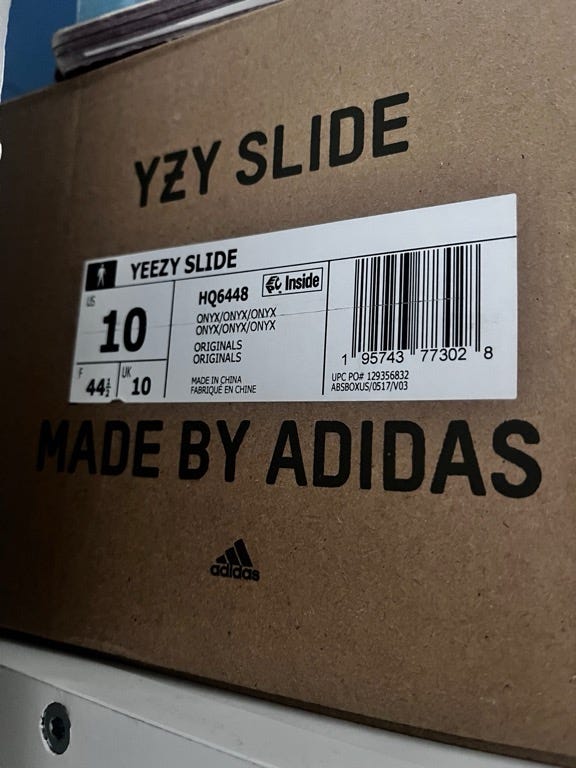 YZY SLIDE
YEEZY SLIDE
US
10
F
44½
UK
10
HQ6448
Inside
ONYX/ONYX/ONYX
ONYX/ONYX/ONYX
ORIGINALS
ORIGINALS
MADE IN CHINA
FABRIQUÉ EN CHINE
1 95743 77302 8
UPC PO# 129356832
ABSBOXUS/0517/V03
MADE BY ADIDAS
adidas